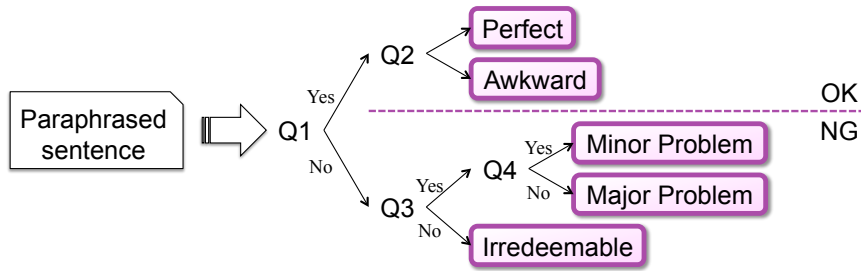 Paraphrased
sentence
Q1
Yes
No
Q2
Perfect
Awkward
OK
NG
Q3
Yes
No
Q4
Yes
No
Minor Problem
Major Problem
Irredeemable